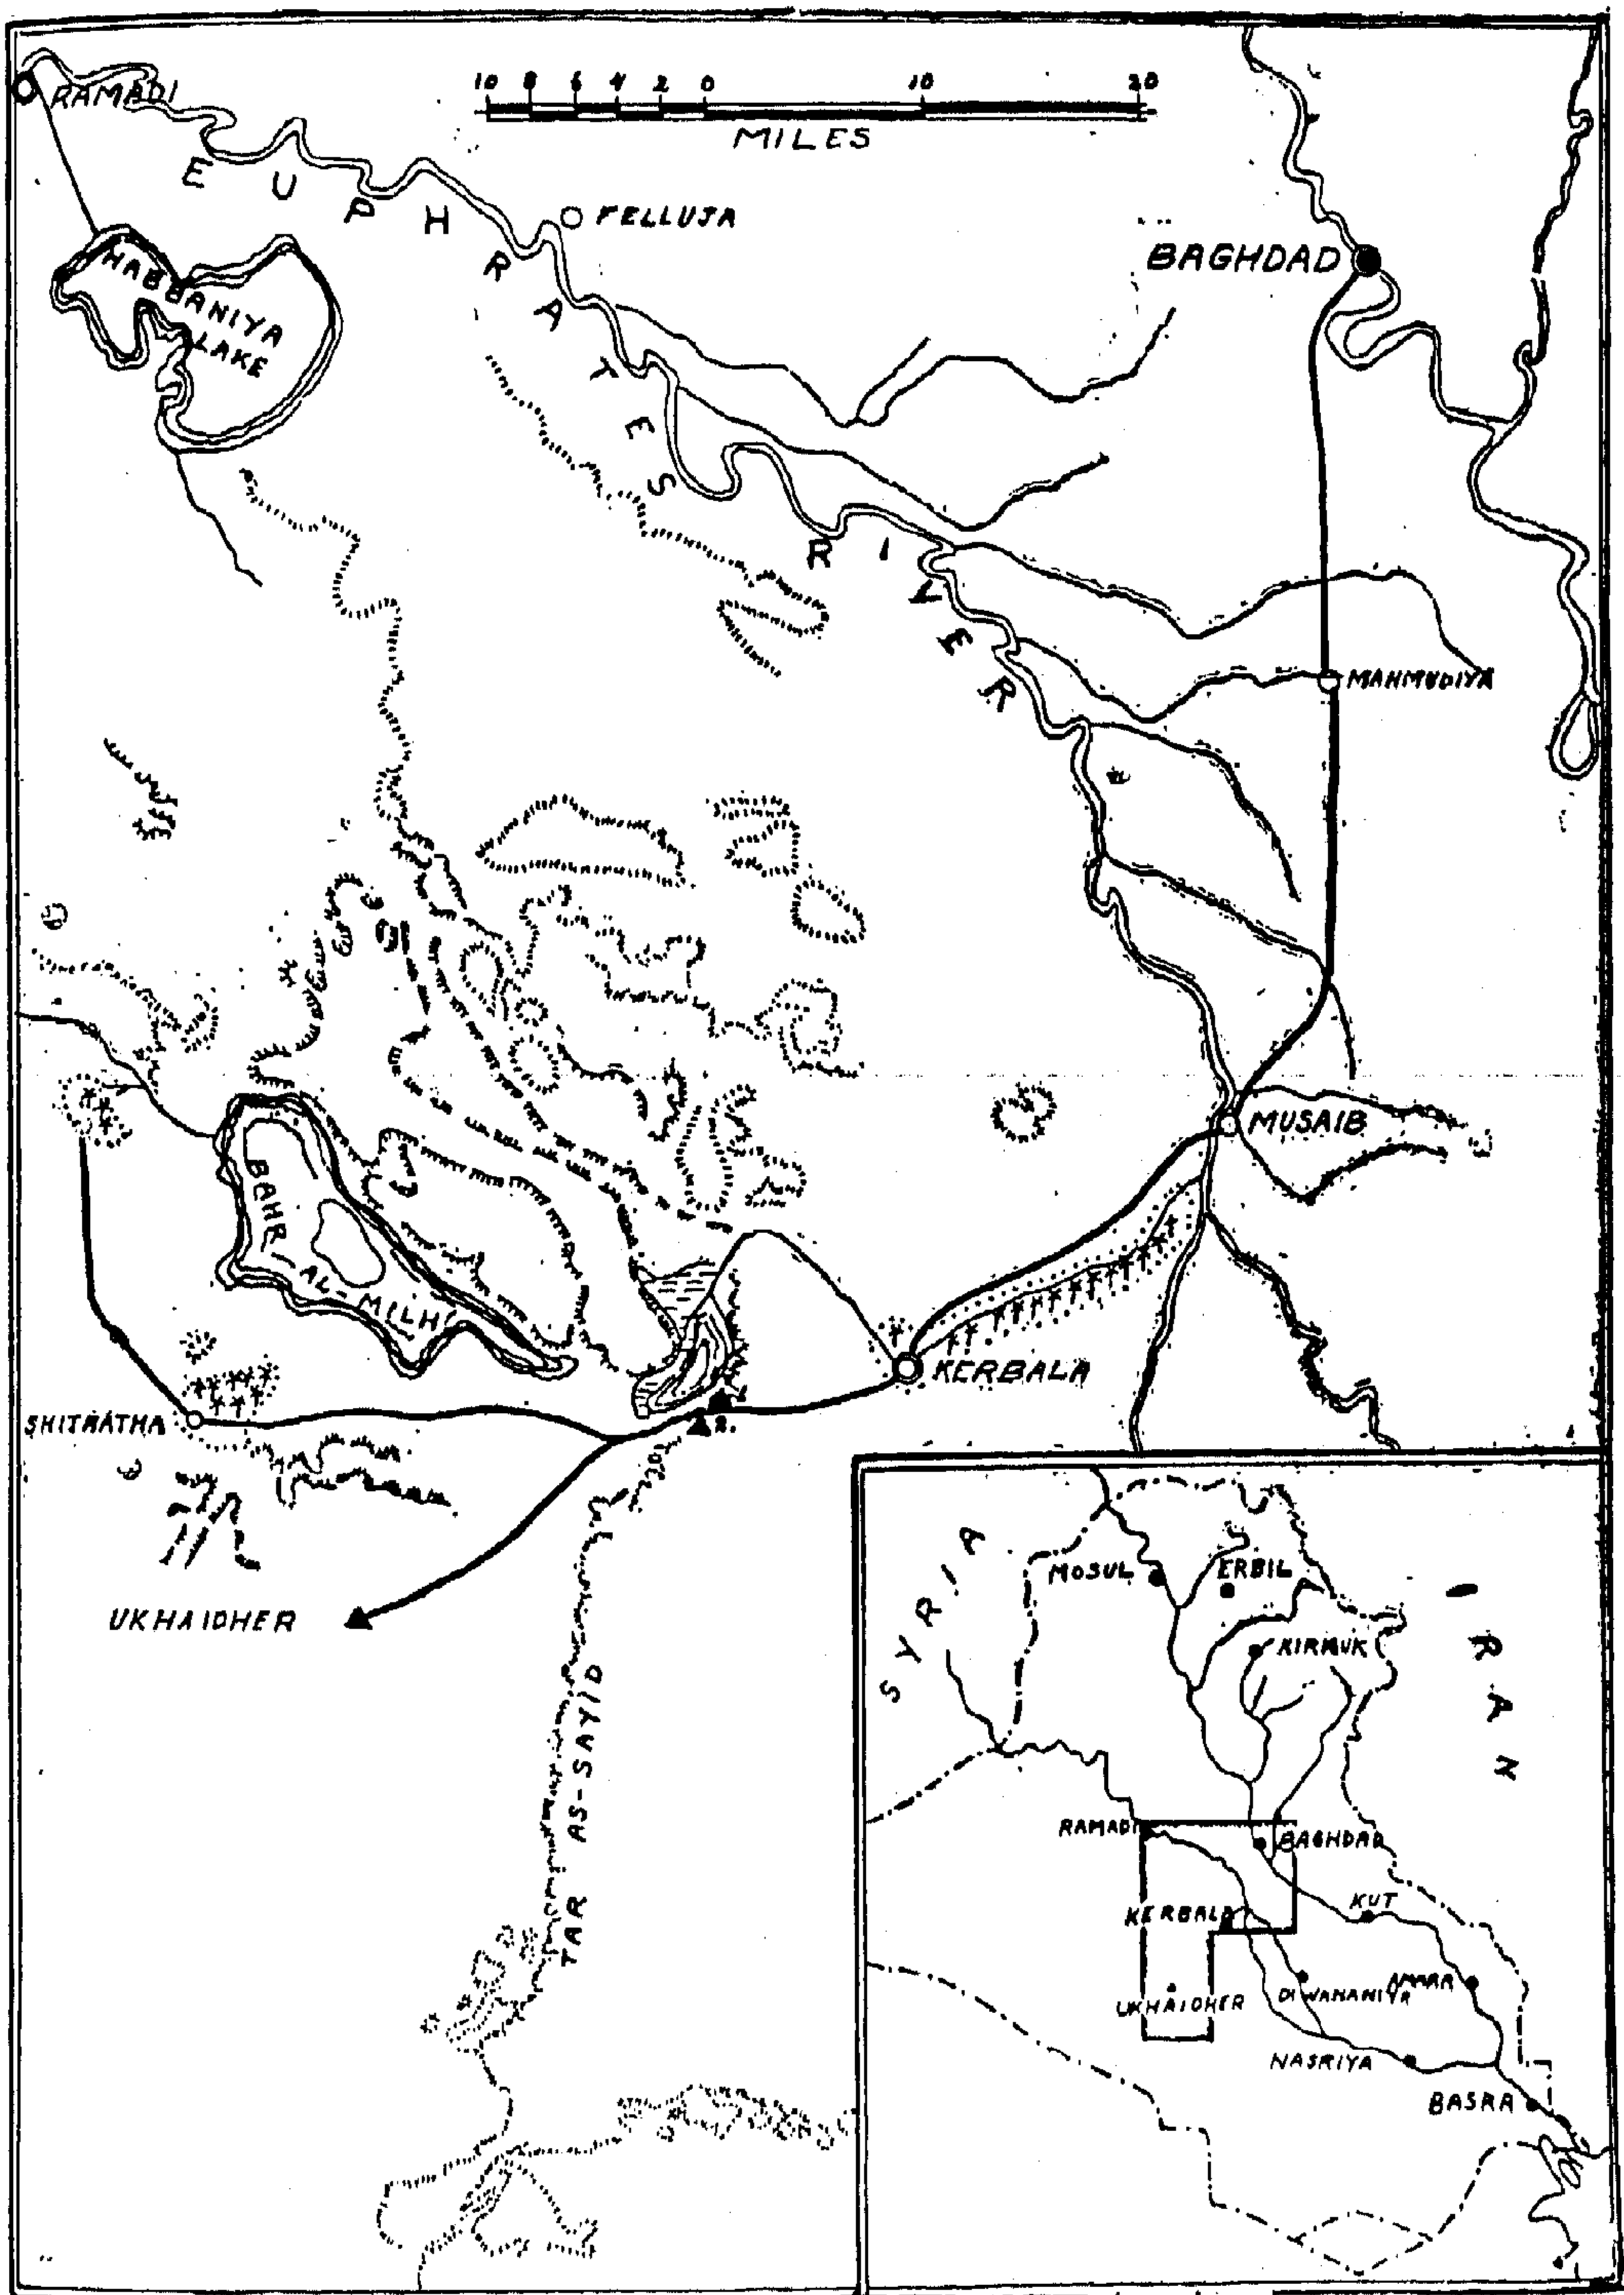 RAMADI
10 8 6 4 2 0 10 20
MILES
EUPHRATES RIVER
FELLUJA
BAGHDAD
HABBANIYA
LAKE
MAHMUDIYA
MUSAIB
BAHR AL-MILH
KERBALA
SHITHATHA
2.
UKHAIDHER
TAR AS-SAYID
SYRIA
MOSUL
ERBIL
IRAN
KIRKUK
RAMADI
BAGHDAD
KERBALA
KUT
UKHAIDHER
DIWANANIYA
AMARA
NASRIYA
BASRA